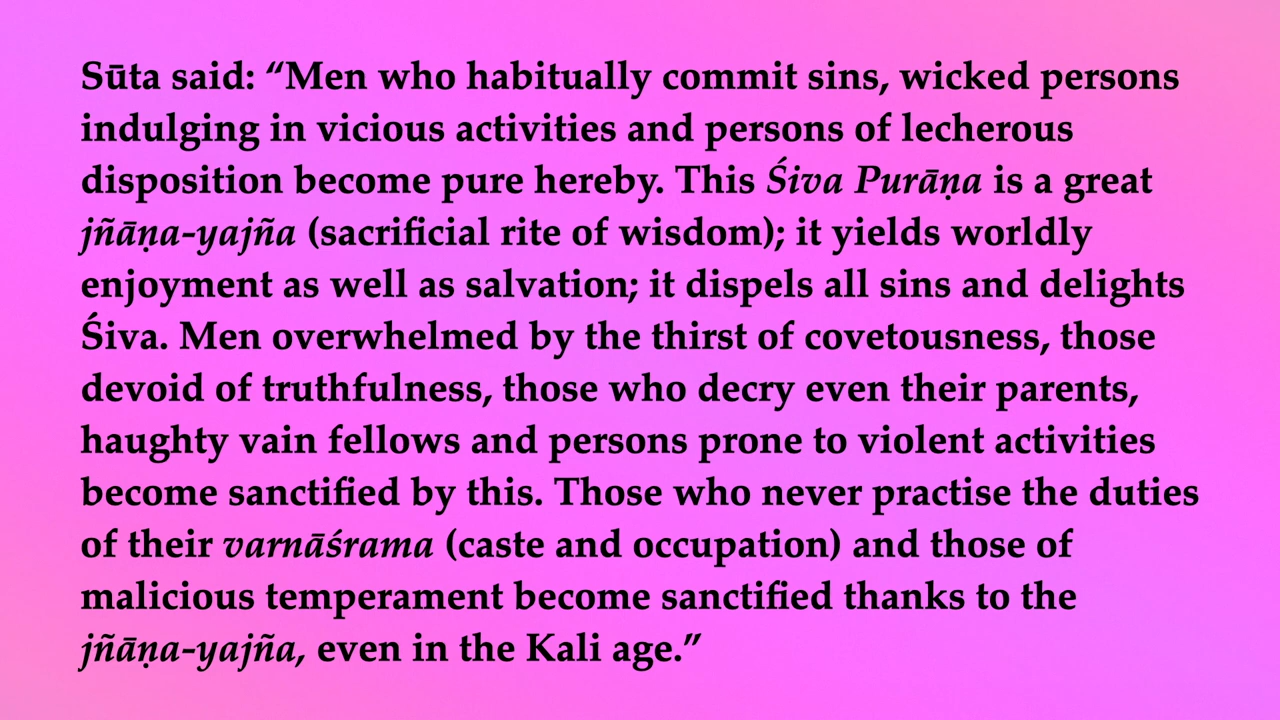 Sūta said: “Men who habitually commit sins, wicked persons
indulging in vicious activities and persons of lecherous
disposition become pure hereby. This Śiva Purāṇa is a great
jñāṇa-yajña (sacrificial rite of wisdom); it yields worldly
enjoyment as well as salvation; it dispels all sins and delights
Śiva. Men overwhelmed by the thirst of covetousness, those
devoid of truthfulness, those who decry even their parents,
haughty vain fellows and persons prone to violent activities
become sanctified by this. Those who never practise the duties
of their varnāśrama (caste and occupation) and those of
malicious temperament become sanctified thanks to the
jñāṇa-yajña, even in the Kali age.”